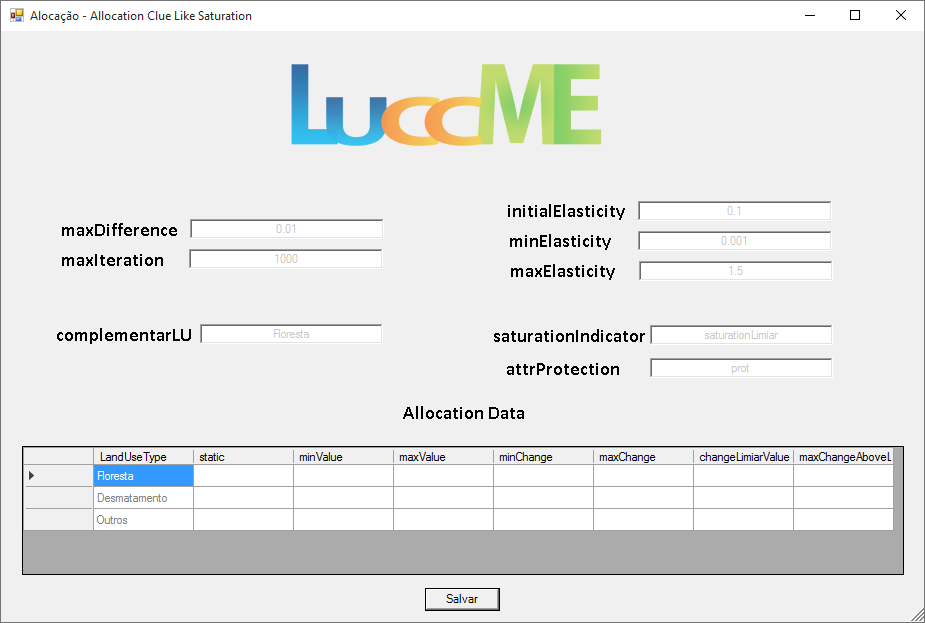 Alocação - Allocation Clue Like Saturation
LuccME
maxDifference 0.01
maxIteration 1000
initialElasticity 0.1
minElasticity 0.001
maxElasticity 1.5
complementarLU Floresta
saturationIndicator saturationLimiar
attrProtection prot
Allocation Data
LandUseType static minValue maxValue minChange maxChange changeLimiarValue maxChangeAboveL
Floresta
Desmatamento
Outros
Salvar